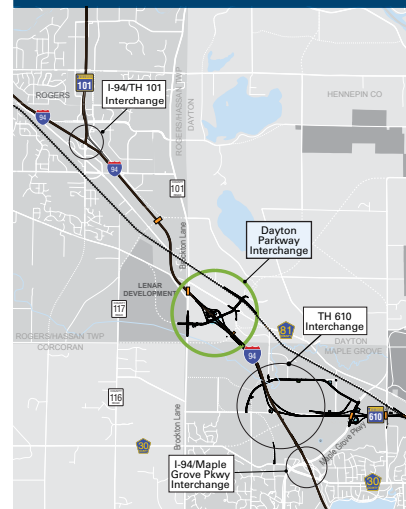 101
I-94/TH 101
Interchange
ROGERS
HENNEPIN CO
94
ROGERS/HASSAN TWP
DAYTON
94
101
Brockton Lane
Dayton
Parkway
Interchange
LENAR
DEVELOPMENT
117
TH 610
Interchange
81
ROGERS/HASSAN TWP
CORCORAN
DAYTON
MAPLE GROVE
94
116
Brockton Lane
610
Maple Grove Pkwy
30
I-94/Maple
Grove Pkwy
Interchange
30